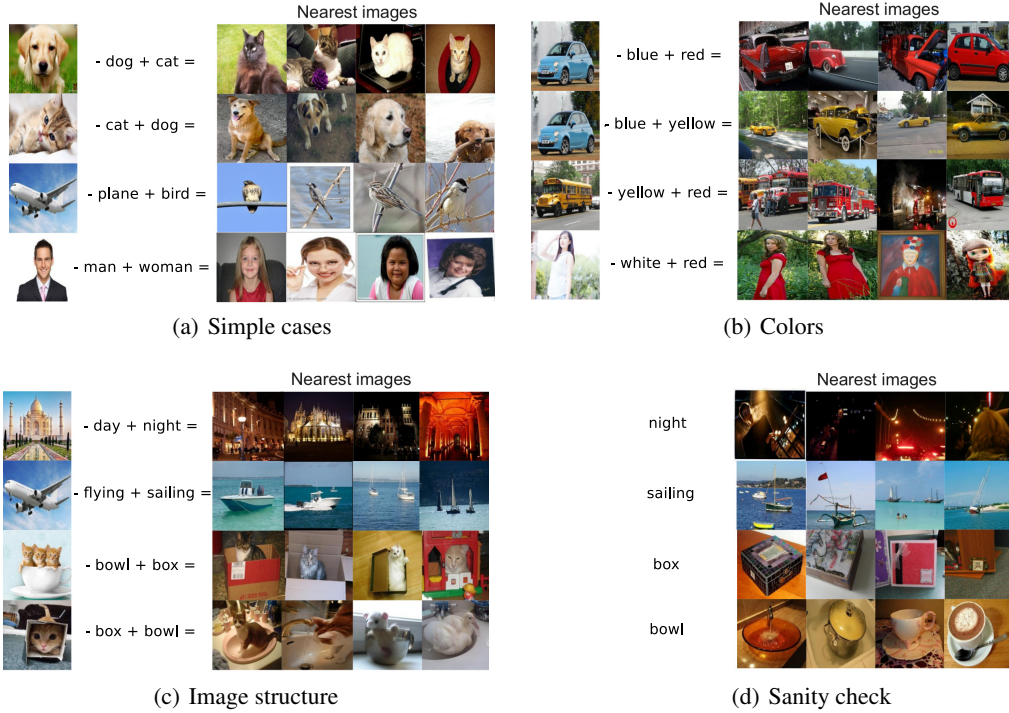 Nearest images
- dog + cat =
- cat + dog =
- plane + bird =
- man + woman =
(a) Simple cases
Nearest images
- blue + red =
- blue + yellow =
- yellow + red =
- white + red =
(b) Colors
Nearest images
- day + night =
- flying + sailing =
- bowl + box =
- box + bowl =
(c) Image structure
Nearest images
night
sailing
box
bowl
(d) Sanity check